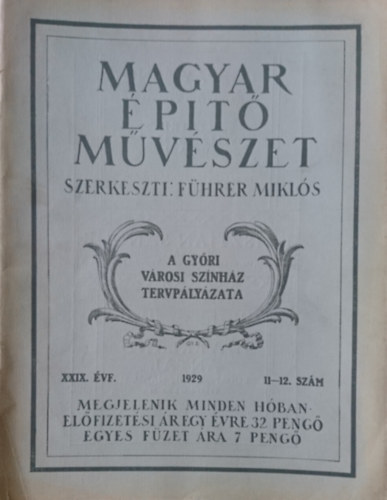 MAGYAR
ÉPITŐ
MŰVÉSZET
SZERKESZTI: FÜHRER MIKLÓS
A GYŐRI
VÁROSI SZINHÁZ
TERVPÁLYÁZATA
XXIX. ÉVF. 1929 11–12. SZÁM
MEGJELENIK MINDEN HÓBAN·
ELŐFIZETÉSI ÁR EGY ÉVRE 32 PENGŐ
EGYES FÜZET ÁRA 7 PENGŐ